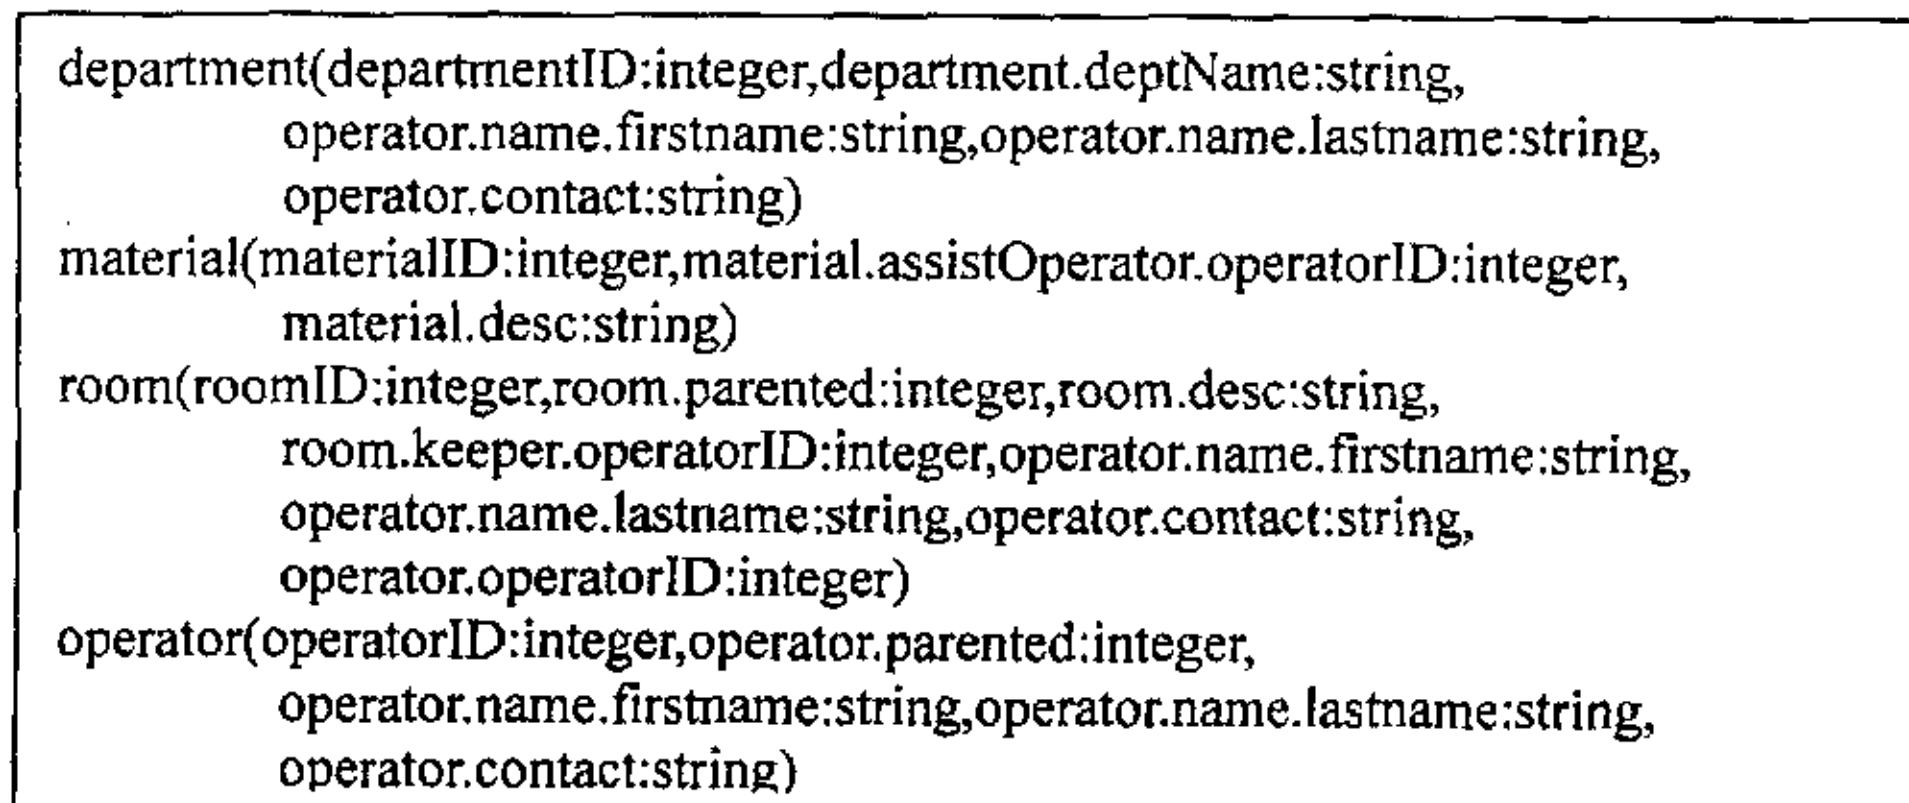 department(departmentID:integer,department.deptName:string,
operator.name.firstname:string,operator.name.lastname:string,
operator.contact:string)
material(materialID:integer,material.assistOperator.operatorID:integer,
material.desc:string)
room(roomID:integer,room.parented:integer,room.desc:string,
room.keeper.operatorID:integer,operator.name.firstname:string,
operator.name.lastname:string,operator.contact:string,
operator.operatorID:integer)
operator(operatorID:integer,operator.parented:integer,
operator.name.firstname:string,operator.name.lastname:string,
operator.contact:string)